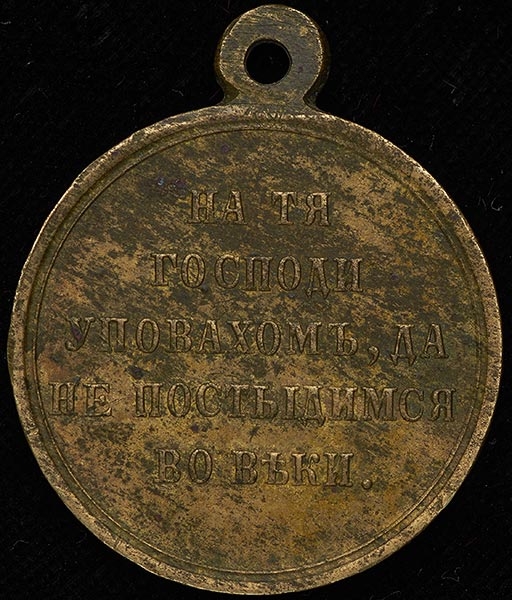 НА ТЯ
ГОСПОДИ
УПОВАХОМЪ, ДА
НЕ ПОСТЫДИМСЯ
ВО ВѢКИ.